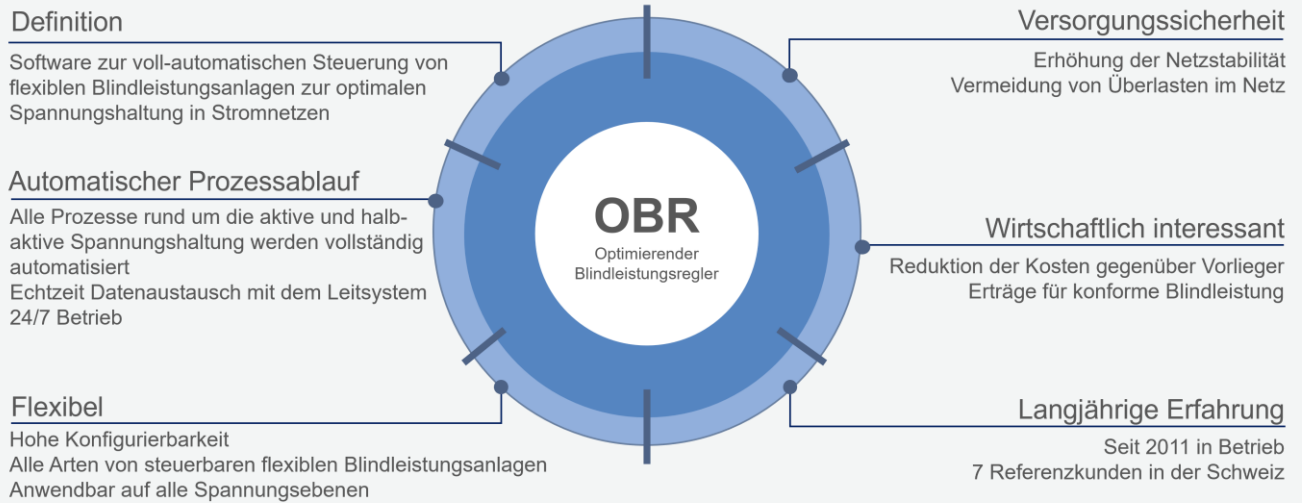 Definition
Software zur voll-automatischen Steuerung von
flexiblen Blindleistungsanlagen zur optimalen
Spannungshaltung in Stromnetzen
Automatischer Prozessablauf
Alle Prozesse rund um die aktive und halb-
aktive Spannungshaltung werden vollständig
automatisiert
Echtzeit Datenaustausch mit dem Leitsystem
24/7 Betrieb
Flexibel
Hohe Konfigurierbarkeit
Alle Arten von steuerbaren flexiblen Blindleistungsanlagen
Anwendbar auf alle Spannungsebenen
OBR
Optimierender
Blindleistungsregler
Versorgungssicherheit
Erhöhung der Netzstabilität
Vermeidung von Überlasten im Netz
Wirtschaftlich interessant
Reduktion der Kosten gegenüber Vorlieger
Erträge für konforme Blindleistung
Langjährige Erfahrung
Seit 2011 in Betrieb
7 Referenzkunden in der Schweiz